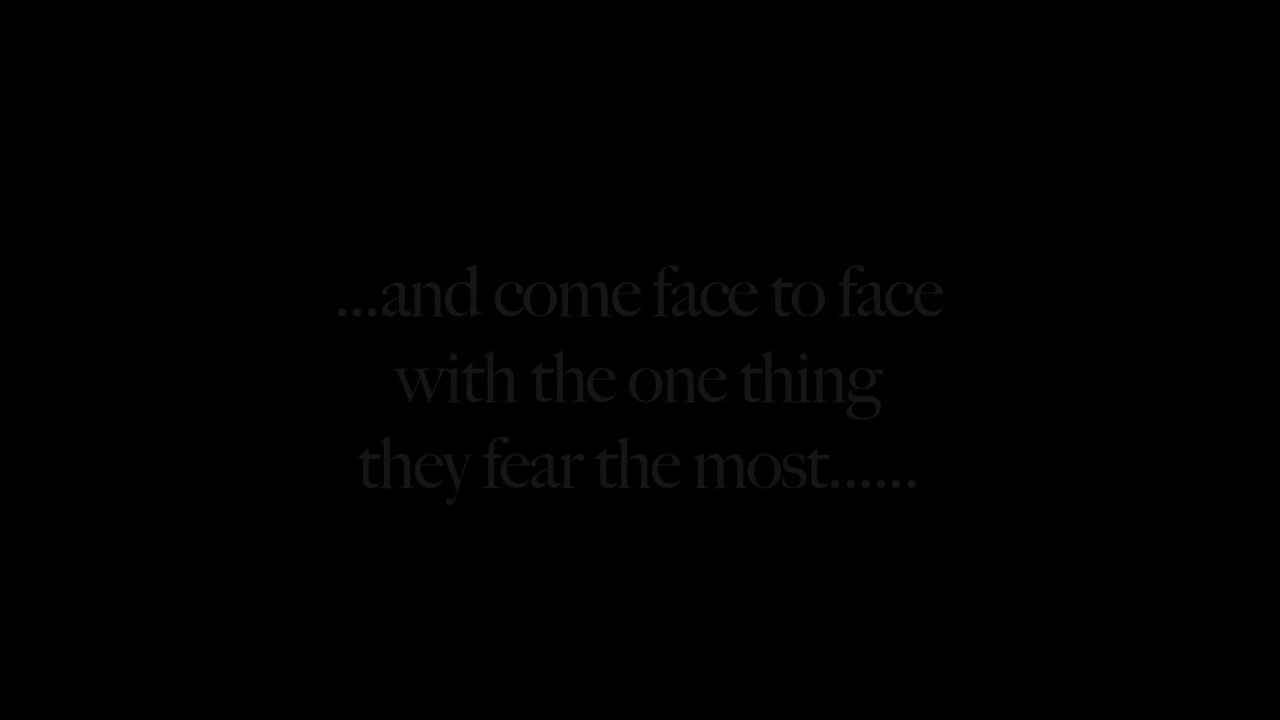 ...and come face to face
with the one thing
they fear the most......